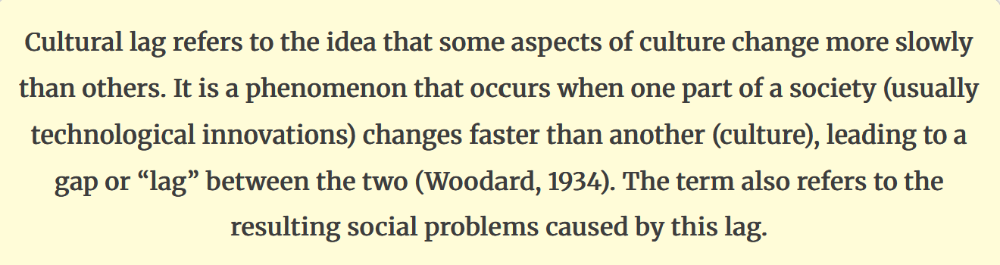 Cultural lag refers to the idea that some aspects of culture change more slowly
than others. It is a phenomenon that occurs when one part of a society (usually
technological innovations) changes faster than another (culture), leading to a
gap or “lag” between the two (Woodard, 1934). The term also refers to the
resulting social problems caused by this lag.